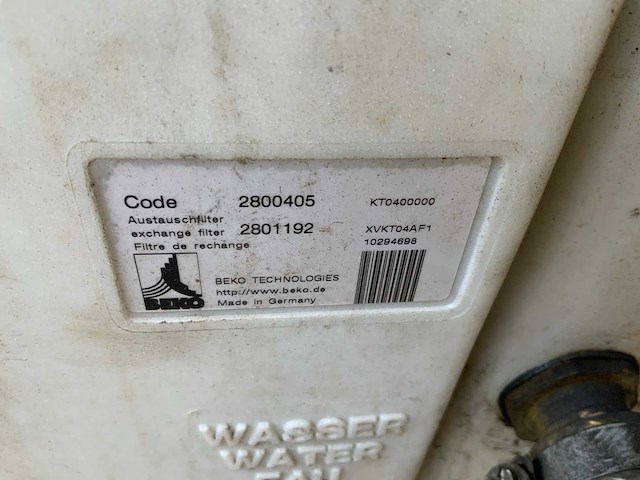 Code 2800405 KT0400000
Austauschfilter
exchange filter 2801192 XVKT04AF1
Filtre de rechange 10294698
BEKO
BEKO TECHNOLOGIES
http://www.beko.de
Made in Germany
WASSER
WATER
EAU